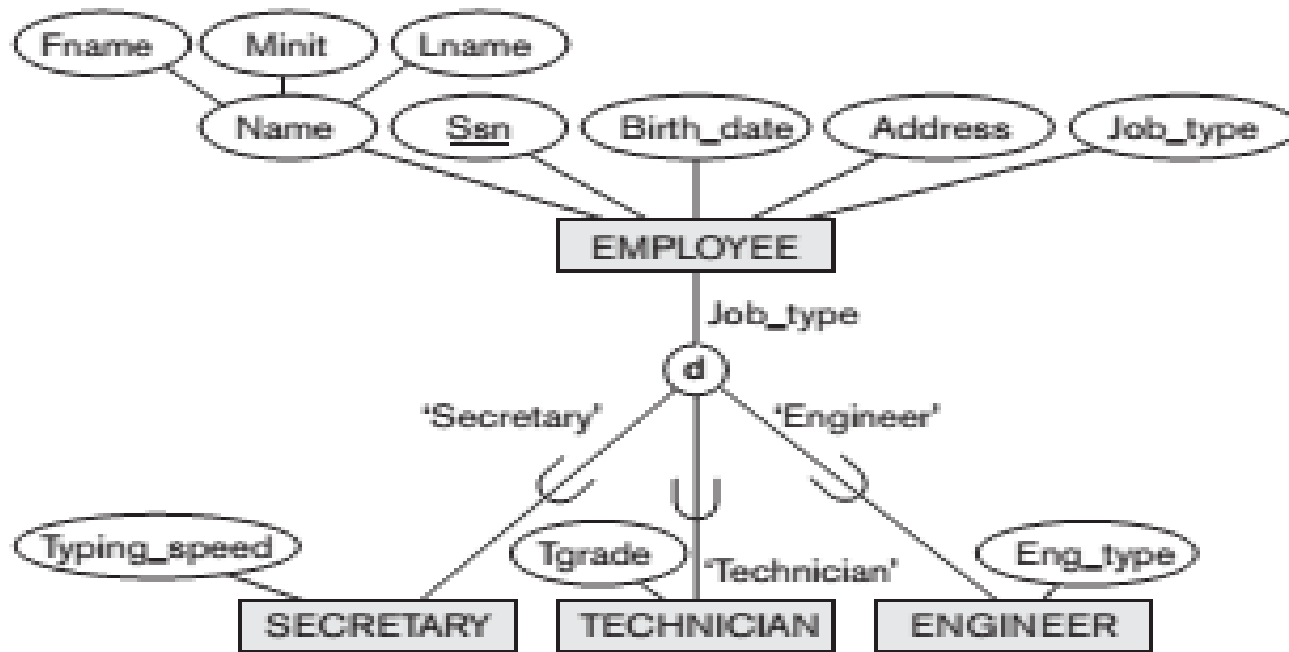 Fname Minit Lname
Name Ssn Birth_date Address Job_type
EMPLOYEE
Job_type
d
‘Secretary’ ‘Engineer’
Typing_speed Tgrade ‘Technician’ Eng_type
SECRETARY TECHNICIAN ENGINEER